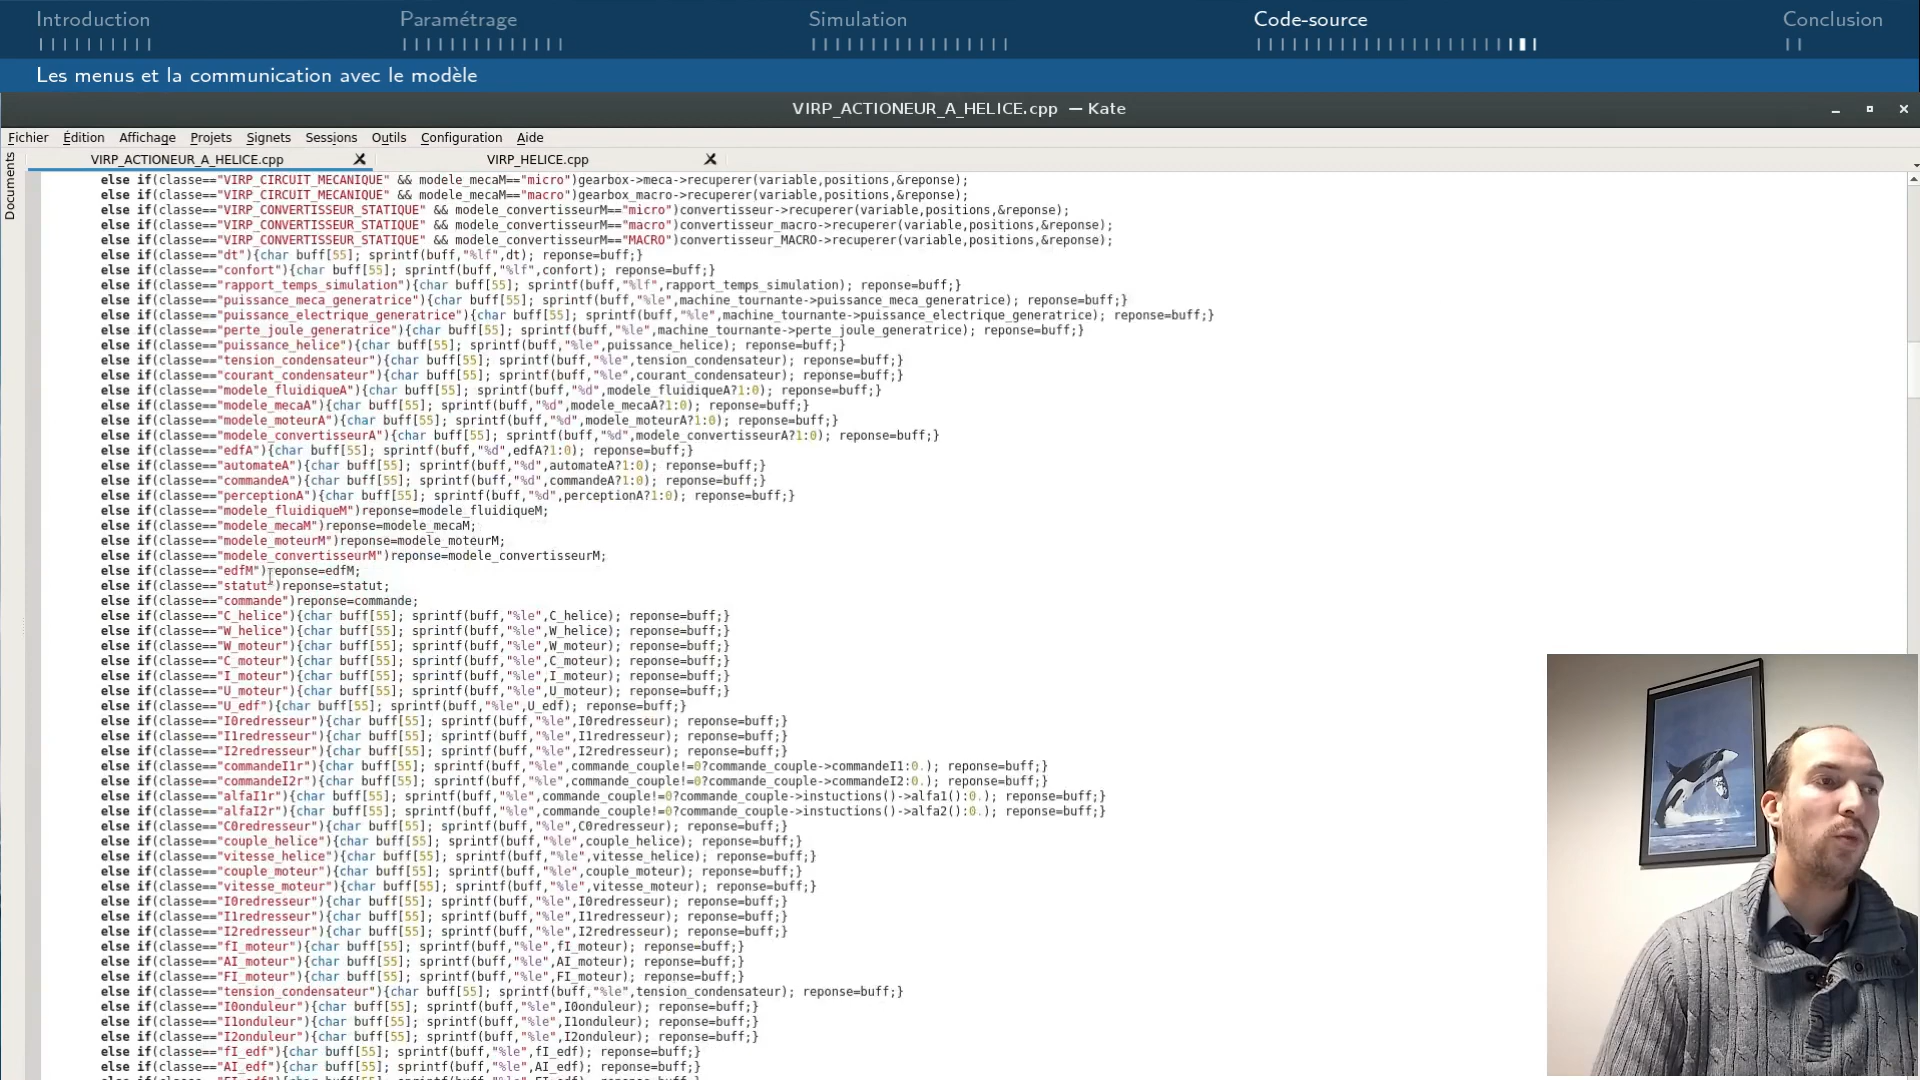 Introduction Paramétrage Simulation Code-source Conclusion
Les menus et la communication avec le modèle
VIRP_ACTIONEUR_A_HELICE.cpp — Kate
Fichier Édition Affichage Projets Signets Sessions Outils Configuration Aide
Documents
VIRP_ACTIONEUR_A_HELICE.cpp VIRP_HELICE.cpp
else if(classe=="VIRP_CIRCUIT_MECANIQUE" && modele_mecaM=="micro")gearbox->meca->recuperer(variable,positions,&reponse);
else if(classe=="VIRP_CIRCUIT_MECANIQUE" && modele_mecaM=="macro")gearbox_macro->recuperer(variable,positions,&reponse);
else if(classe=="VIRP_CONVERTISSEUR_STATIQUE" && modele_convertisseurM=="micro")convertisseur->recuperer(variable,positions,&reponse);
else if(classe=="VIRP_CONVERTISSEUR_STATIQUE" && modele_convertisseurM=="macro")convertisseur_macro->recuperer(variable,positions,&reponse);
else if(classe=="VIRP_CONVERTISSEUR_STATIQUE" && modele_convertisseurM=="MACRO")convertisseur_MACRO->recuperer(variable,positions,&reponse);
else if(classe=="dt"){char buff[55]; sprintf(buff,"%lf",dt); reponse=buff;}
else if(classe=="confort"){char buff[55]; sprintf(buff,"%lf",confort); reponse=buff;}
else if(classe=="rapport_temps_simulation"){char buff[55]; sprintf(buff,"%lf",rapport_temps_simulation); reponse=buff;}
else if(classe=="puissance_meca_generatrice"){char buff[55]; sprintf(buff,"%le",machine_tournante->puissance_meca_generatrice); reponse=buff;}
else if(classe=="puissance_electrique_generatrice"){char buff[55]; sprintf(buff,"%le",machine_tournante->puissance_electrique_generatrice); reponse=buff;}
else if(classe=="perte_joule_generatrice"){char buff[55]; sprintf(buff,"%le",machine_tournante->perte_joule_generatrice); reponse=buff;}
else if(classe=="puissance_helice"){char buff[55]; sprintf(buff,"%le",puissance_helice); reponse=buff;}
else if(classe=="tension_condensateur"){char buff[55]; sprintf(buff,"%le",tension_condensateur); reponse=buff;}
else if(classe=="courant_condensateur"){char buff[55]; sprintf(buff,"%le",courant_condensateur); reponse=buff;}
else if(classe=="modele_fluidiqueA"){char buff[55]; sprintf(buff,"%d",modele_fluidiqueA?1:0); reponse=buff;}
else if(classe=="modele_mecaA"){char buff[55]; sprintf(buff,"%d",modele_mecaA?1:0); reponse=buff;}
else if(classe=="modele_moteurA"){char buff[55]; sprintf(buff,"%d",modele_moteurA?1:0); reponse=buff;}
else if(classe=="modele_convertisseurA"){char buff[55]; sprintf(buff,"%d",modele_convertisseurA?1:0); reponse=buff;}
else if(classe=="edfA"){char buff[55]; sprintf(buff,"%d",edfA?1:0); reponse=buff;}
else if(classe=="automateA"){char buff[55]; sprintf(buff,"%d",automateA?1:0); reponse=buff;}
else if(classe=="commandeA"){char buff[55]; sprintf(buff,"%d",commandeA?1:0); reponse=buff;}
else if(classe=="perceptionA"){char buff[55]; sprintf(buff,"%d",perceptionA?1:0); reponse=buff;}
else if(classe=="modele_fluidiqueM")reponse=modele_fluidiqueM;
else if(classe=="modele_mecaM")reponse=modele_mecaM;
else if(classe=="modele_moteurM")reponse=modele_moteurM;
else if(classe=="modele_convertisseurM")reponse=modele_convertisseurM;
else if(classe=="edfM")reponse=edfM;
else if(classe=="statut")reponse=statut;
else if(classe=="commande")reponse=commande;
else if(classe=="C_helice"){char buff[55]; sprintf(buff,"%le",C_helice); reponse=buff;}
else if(classe=="W_helice"){char buff[55]; sprintf(buff,"%le",W_helice); reponse=buff;}
else if(classe=="W_moteur"){char buff[55]; sprintf(buff,"%le",W_moteur); reponse=buff;}
else if(classe=="C_moteur"){char buff[55]; sprintf(buff,"%le",C_moteur); reponse=buff;}
else if(classe=="I_moteur"){char buff[55]; sprintf(buff,"%le",I_moteur); reponse=buff;}
else if(classe=="U_moteur"){char buff[55]; sprintf(buff,"%le",U_moteur); reponse=buff;}
else if(classe=="U_edf"){char buff[55]; sprintf(buff,"%le",U_edf); reponse=buff;}
else if(classe=="I0redresseur"){char buff[55]; sprintf(buff,"%le",I0redresseur); reponse=buff;}
else if(classe=="I1redresseur"){char buff[55]; sprintf(buff,"%le",I1redresseur); reponse=buff;}
else if(classe=="I2redresseur"){char buff[55]; sprintf(buff,"%le",I2redresseur); reponse=buff;}
else if(classe=="commandeI1r"){char buff[55]; sprintf(buff,"%le",commande_couple!=0?commande_couple->commandeI1:0.); reponse=buff;}
else if(classe=="commandeI2r"){char buff[55]; sprintf(buff,"%le",commande_couple!=0?commande_couple->commandeI2:0.); reponse=buff;}
else if(classe=="alfaI1r"){char buff[55]; sprintf(buff,"%le",commande_couple!=0?commande_couple->instuctions()->alfa1():0.); reponse=buff;}
else if(classe=="alfaI2r"){char buff[55]; sprintf(buff,"%le",commande_couple!=0?commande_couple->instuctions()->alfa2():0.); reponse=buff;}
else if(classe=="C0redresseur"){char buff[55]; sprintf(buff,"%le",C0redresseur); reponse=buff;}
else if(classe=="couple_helice"){char buff[55]; sprintf(buff,"%le",couple_helice); reponse=buff;}
else if(classe=="vitesse_helice"){char buff[55]; sprintf(buff,"%le",vitesse_helice); reponse=buff;}
else if(classe=="couple_moteur"){char buff[55]; sprintf(buff,"%le",couple_moteur); reponse=buff;}
else if(classe=="vitesse_moteur"){char buff[55]; sprintf(buff,"%le",vitesse_moteur); reponse=buff;}
else if(classe=="I0redresseur"){char buff[55]; sprintf(buff,"%le",I0redresseur); reponse=buff;}
else if(classe=="I1redresseur"){char buff[55]; sprintf(buff,"%le",I1redresseur); reponse=buff;}
else if(classe=="I2redresseur"){char buff[55]; sprintf(buff,"%le",I2redresseur); reponse=buff;}
else if(classe=="fI_moteur"){char buff[55]; sprintf(buff,"%le",fI_moteur); reponse=buff;}
else if(classe=="AI_moteur"){char buff[55]; sprintf(buff,"%le",AI_moteur); reponse=buff;}
else if(classe=="FI_moteur"){char buff[55]; sprintf(buff,"%le",FI_moteur); reponse=buff;}
else if(classe=="tension_condensateur"){char buff[55]; sprintf(buff,"%le",tension_condensateur); reponse=buff;}
else if(classe=="I0onduleur"){char buff[55]; sprintf(buff,"%le",I0onduleur); reponse=buff;}
else if(classe=="I1onduleur"){char buff[55]; sprintf(buff,"%le",I1onduleur); reponse=buff;}
else if(classe=="I2onduleur"){char buff[55]; sprintf(buff,"%le",I2onduleur); reponse=buff;}
else if(classe=="fI_edf"){char buff[55]; sprintf(buff,"%le",fI_edf); reponse=buff;}
else if(classe=="AI_edf"){char buff[55]; sprintf(buff,"%le",AI_edf); reponse=buff;}